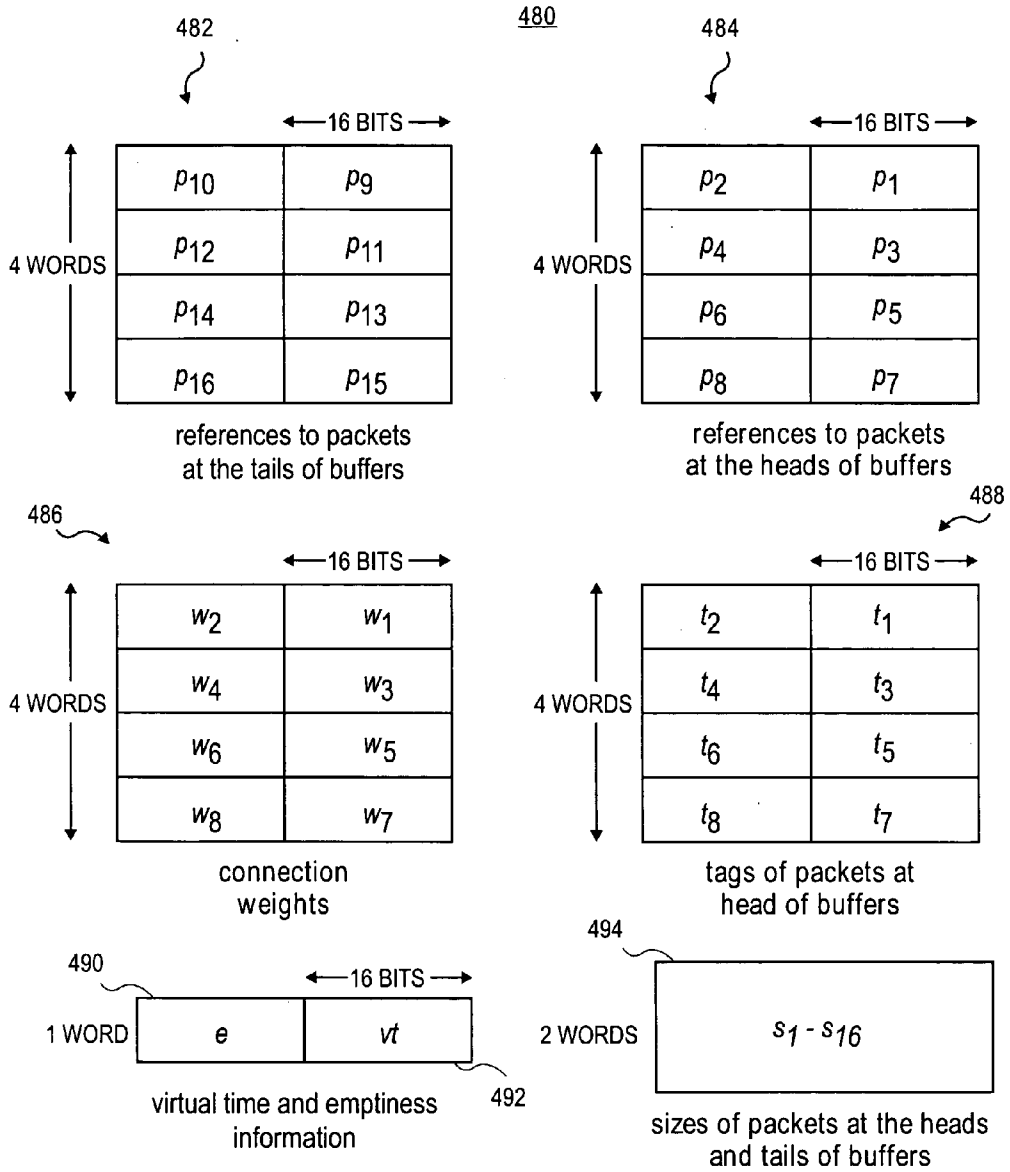 480
482
484
16 BITS
16 BITS
4 WORDS
p10 p9
p12 p11
p14 p13
p16 p15
4 WORDS
p2 p1
p4 p3
p6 p5
p8 p7
references to packets
at the tails of buffers
references to packets
at the heads of buffers
486
488
16 BITS
16 BITS
4 WORDS
w2 w1
w4 w3
w6 w5
w8 w7
4 WORDS
t2 t1
t4 t3
t6 t5
t8 t7
connection
weights
tags of packets at
head of buffers
490
16 BITS
1 WORD
e vt
492
virtual time and emptiness
information
494
2 WORDS
s1 - s16
sizes of packets at the heads
and tails of buffers